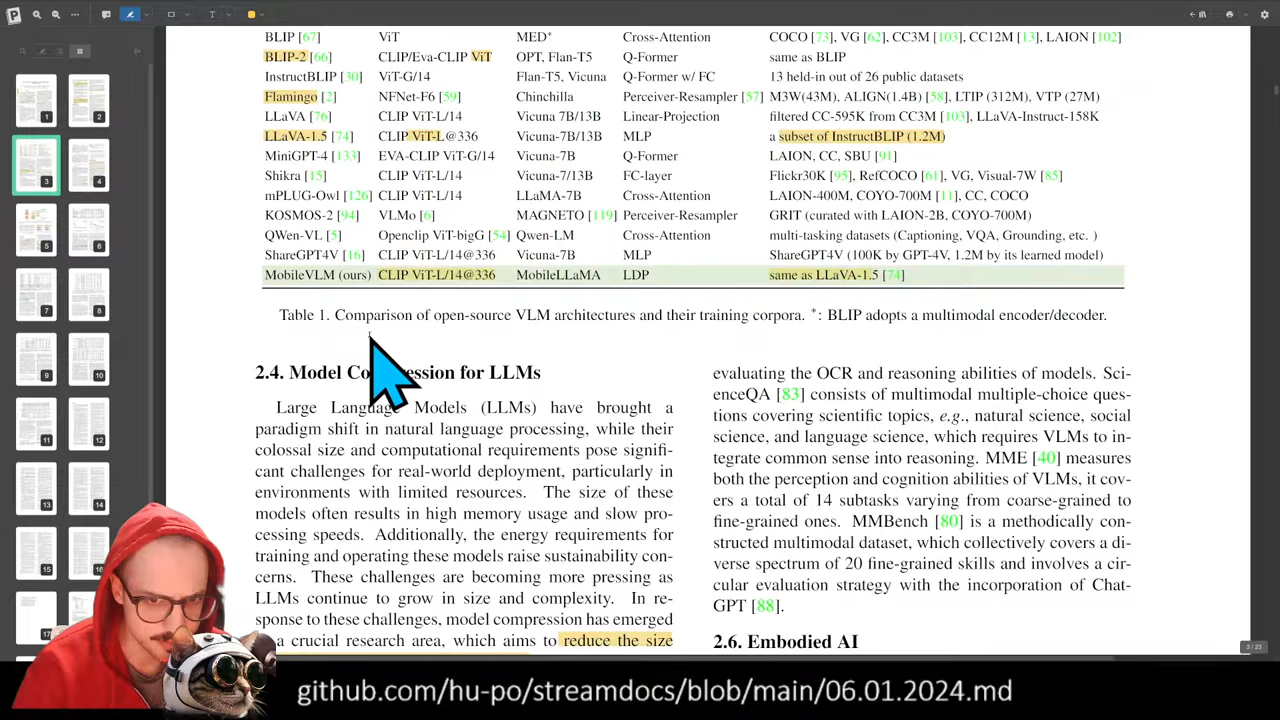 BLIP [67] ViT MED* Cross-Attention COCO [73], VG [62], CC3M [103], CC12M [13], LAION [102]
BLIP-2 [66] CLIP/Eva-CLIP ViT OPT, Flan-T5 Q-Former same as BLIP
InstructBLIP [30] ViT-G/14 Flan-T5, Vicuna Q-Former w/ FC 13 held-in out of 26 public datasets
Flamingo [2] NFNet-F6 [59] Chinchilla Perceiver-Resampler [57] M3W(43M), ALIGN(1.4B) [58], LTIP (312M), VTP (27M)
LLaVA [76] CLIP ViT-L/14 Vicuna 7B/13B Linear-Projection filtered CC-595K from CC3M [103], LLaVA-Instruct-158K
LLaVA-1.5 [74] CLIP ViT-L@336 Vicuna-7B/13B MLP a subset of InstructBLIP (1.2M)
MiniGPT-4 [133] EVA-CLIP ViT-G/14 Vicuna-7B Q-Former LAION, CC, SBU [91]
Shikra [15] CLIP ViT-L/14 Vicuna-7/13B FC-layer Flickr30K [95], RefCOCO [61], VG, Visual-7W [85]
mPLUG-Owl [126] CLIP ViT-L/14 LLaMA-7B Cross-Attention LAION-400M, COYO-700M [11], CC, COCO
KOSMOS-2 [94] VLMo [6] MAGNETO [119] Perceiver-Resampler GRIT (curated with LAION-2B, COYO-700M)
QWen-VL [5] Openclip ViT-bigG [54] Qwen-LM Cross-Attention multi-tasking datasets (Captioning, VQA, Grounding, etc. )
ShareGPT4V [16] CLIP ViT-L/14@336 Vicuna-7B MLP ShareGPT4V (100K by GPT-4V, 1.2M by its learned model)
MobileVLM (ours) CLIP ViT-L/14@336 MobileLLaMA LDP same as LLaVA-1.5 [74]
Table 1. Comparison of open-source VLM architectures and their training corpora. *: BLIP adopts a multimodal encoder/decoder.
2.4. Model Co ession for LLMs
Large Language Models (LLMs) have brought a
paradigm shift in natural language processing, while their
colossal size and computational requirements pose signifi-
cant challenges for real-world deployment, particularly in
environments with limited resources. The size of these
models often results in high memory usage and slow pro-
cessing speeds. Additionally, the energy requirements for
training and operating these models raise sustainability con-
cerns. These challenges are becoming more pressing as
LLMs continue to grow in size and complexity. In re-
sponse to these challenges, model compression has emerged
a crucial research area, which aims to reduce the size
evaluating the OCR and reasoning abilities of models. Sci-
enceQA [83] consists of multimodal multiple-choice ques-
tions covering scientific topics, e.g., natural science, social
science, and language science, which requires VLMs to in-
tegrate common sense into reasoning. MME [40] measures
both the perception and cognition abilities of VLMs, it cov-
ers a total of 14 subtasks varying from coarse-grained to
fine-grained ones. MMBench [80] is a methodically con-
structed multimodal dataset, which collectively covers a di-
verse spectrum of 20 fine-grained skills and involves a cir-
cular evaluation strategy with the incorporation of Chat-
GPT [88].
2.6. Embodied AI
1 2
3 4
5 6
7 8
9 10
11 12
13 14
15 16
17
3 / 23
github.com/hu-po/streamdocs/blob/main/06.01.2024.md